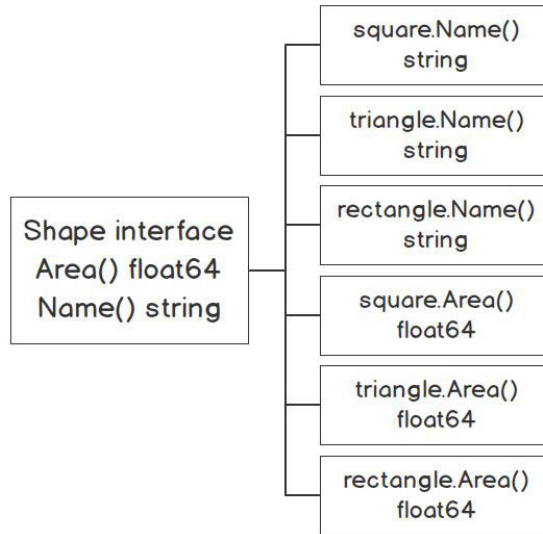 Shape interface
Area() float64
Name() string
square.Name()
string
triangle.Name()
string
rectangle.Name()
string
square.Area()
float64
triangle.Area()
float64
rectangle.Area()
float64